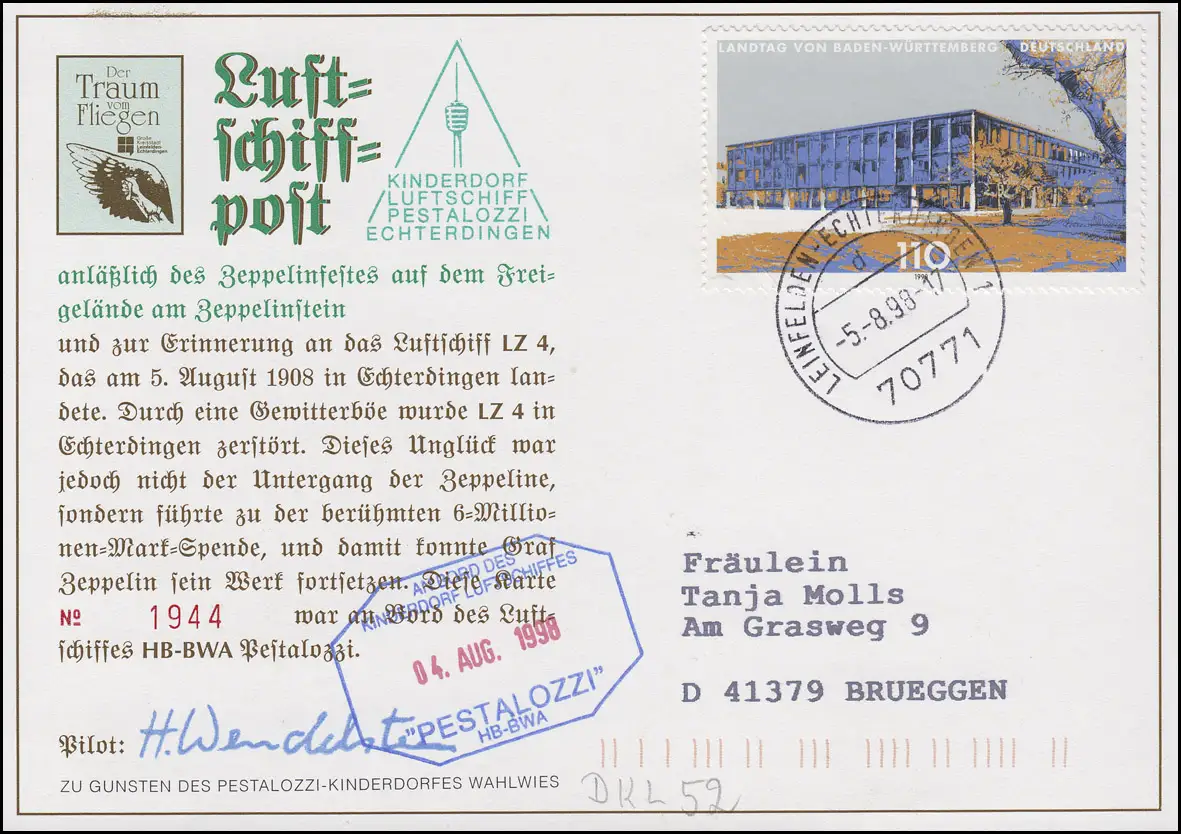 Der
Traum
vom
Fliegen
Große
Kreisstadt
Leinfelden-
Echterdingen
Luft-
schiff-
post
KINDERDORF
LUFTSCHIFF
PESTALOZZI
ECHTERDINGEN
anläßlich des Zeppelinfestes auf dem Frei-
gelände am Zeppelinstein
und zur Erinnerung an das Luftschiff LZ 4,
das am 5. August 1908 in Echterdingen lan-
dete. Durch eine Gewitterböe wurde LZ 4 in
Echterdingen zerstört. Dieses Unglück war
jedoch nicht der Untergang der Zeppeline,
sondern führte zu der berühmten 6-Millio-
nen-Mark-Spende, und damit konnte Graf
Zeppelin sein Werk fortsetzen. Diese Karte
№ 1944 war an Bord des Luft-
schiffes HB-BWA Pestalozzi.
Pilot: H. Wendelstein
ZU GUNSTEN DES PESTALOZZI-KINDERDORFES WAHLWIES
AN BORD DES
KINDERDORF LUFTSCHIFFES
04. AUG. 1998
"PESTALOZZI"
HB-BWA
LANDTAG VON BADEN-WÜRTTEMBERG DEUTSCHLAND
110
1998
LEINFELDEN-ECHTERDINGEN 1
d
-5.-8.98-17
70771
Fräulein
Tanja Molls
Am Grasweg 9
D 41379 BRUEGGEN
DKL 52